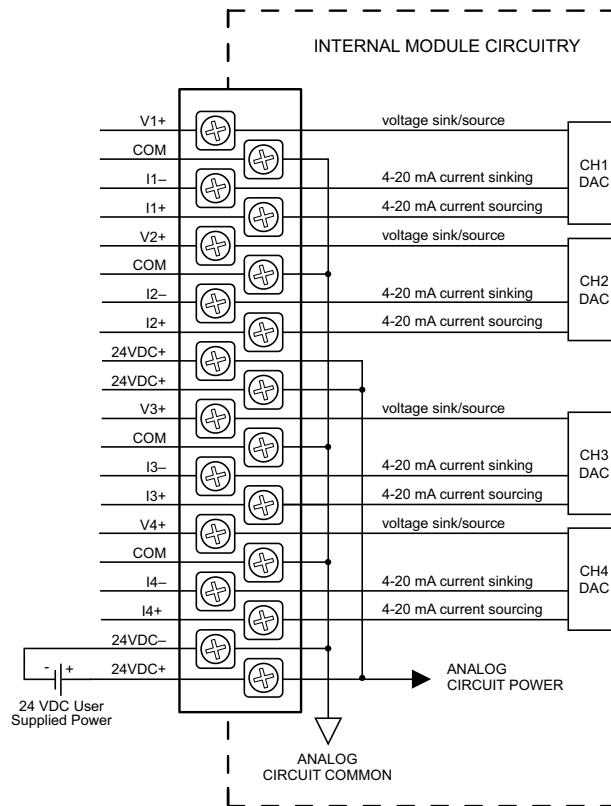 INTERNAL MODULE CIRCUITRY
V1+
voltage sink/source
COM
I1–
4-20 mA current sinking
I1+
4-20 mA current sourcing
CH1
DAC
V2+
voltage sink/source
COM
I2–
4-20 mA current sinking
I2+
4-20 mA current sourcing
CH2
DAC
24VDC+
24VDC+
V3+
voltage sink/source
COM
I3–
4-20 mA current sinking
I3+
4-20 mA current sourcing
CH3
DAC
V4+
voltage sink/source
COM
I4–
4-20 mA current sinking
I4+
4-20 mA current sourcing
CH4
DAC
24VDC–
- +
24VDC+
24 VDC User
Supplied Power
ANALOG
CIRCUIT POWER
ANALOG
CIRCUIT COMMON